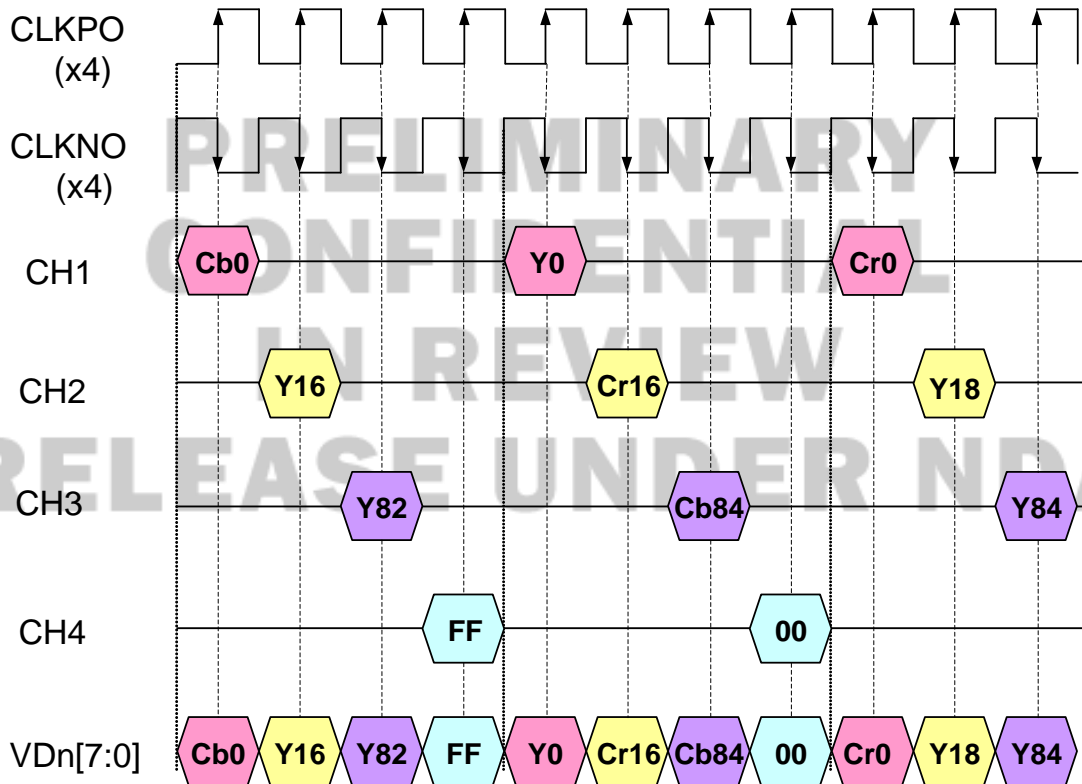 CLKPO
(x4)
CLKNO
(x4)
PRELIMINARY
CONFIDENTIAL
IN REVIEW
RELEASE UNDER NDA
CH1
Cb0
Y0
Cr0
CH2
Y16
Cr16
Y18
CH3
Y82
Cb84
Y84
CH4
FF
00
VDn[7:0]
Cb0 Y16 Y82 FF Y0 Cr16 Cb84 00 Cr0 Y18 Y84